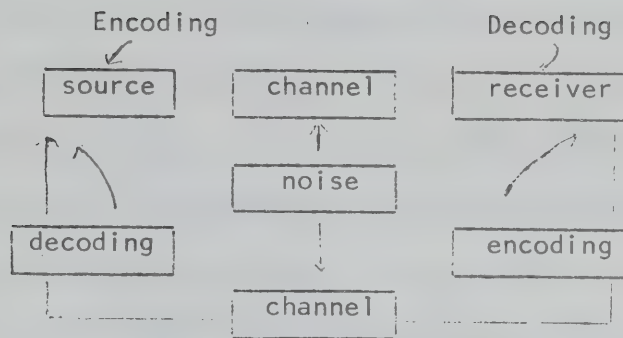 Encoding Decoding
source channel receiver
noise
decoding encoding
channel